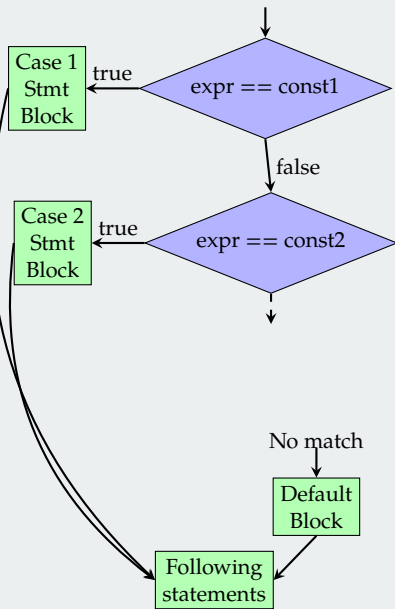 Case 1
Stmt
Block
true
expr == const1
false
Case 2
Stmt
Block
true
expr == const2
No match
Default
Block
Following
statements